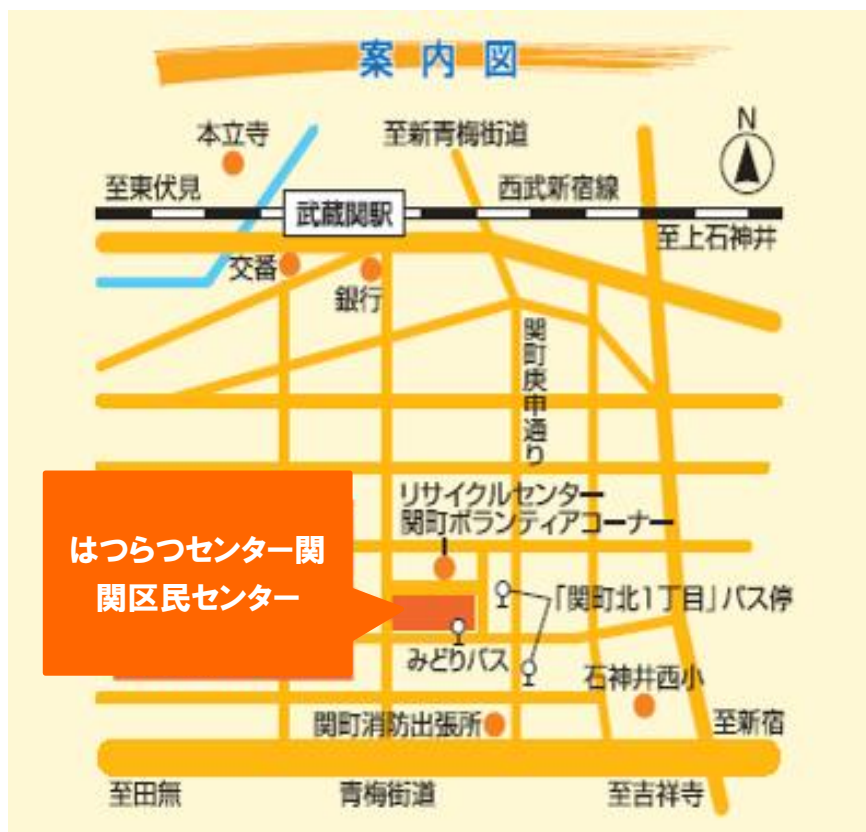 案内図
N
本立寺
至新青梅街道
至東伏見
西武新宿線
武蔵関駅
至上石神井
交番
銀行
関町庚申通り
リサイクルセンター
関町ボランティアコーナー
はつらつセンター関
関区民センター
「関町北1丁目」バス停
みどりバス
石神井西小
関町消防出張所
至新宿
至田無
青梅街道
至吉祥寺